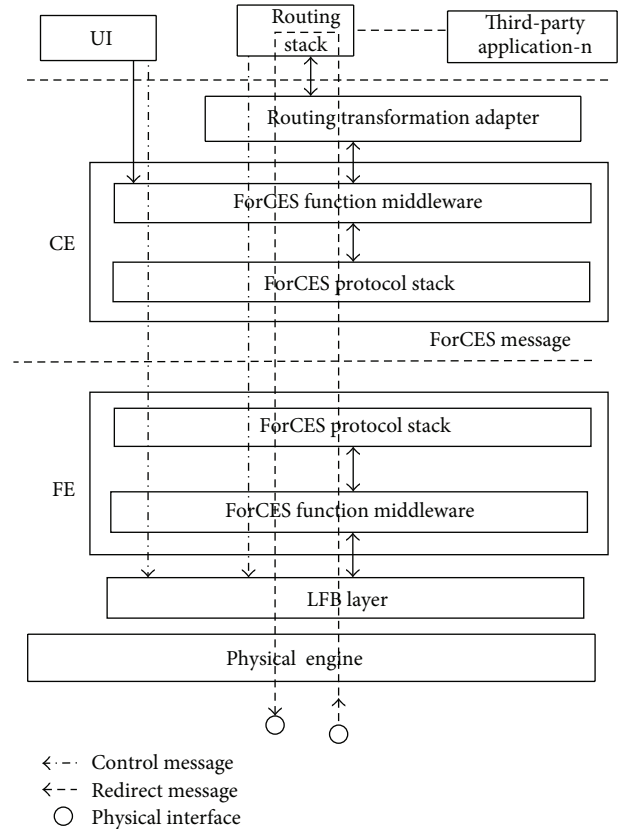 UI
Routing
stack
Third-party
application-n
Routing transformation adapter
ForCES function middleware
CE
ForCES protocol stack
ForCES message
ForCES protocol stack
FE
ForCES function middleware
LFB layer
Physical engine
Control message
Redirect message
Physical interface